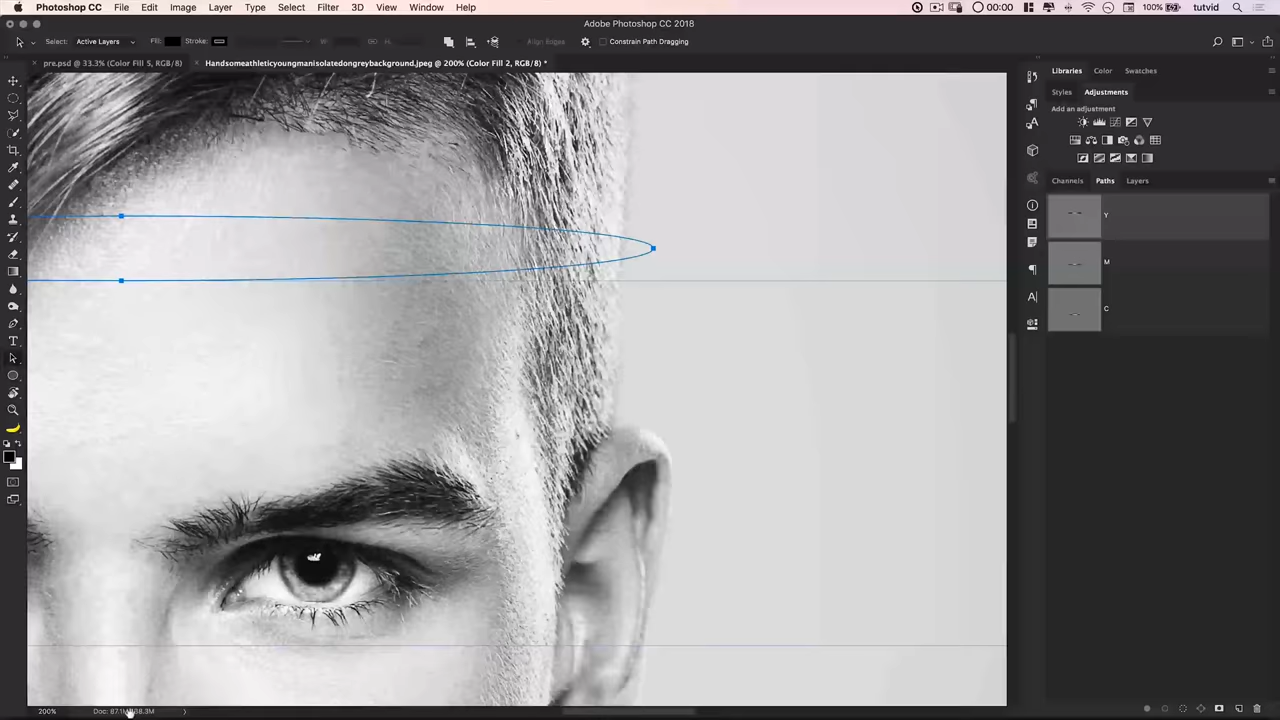 Photoshop CC File Edit Image Layer Type Select Filter 3D View Window Help 00:00 100% tutvid
Adobe Photoshop CC 2018
Select: Active Layers Fill: Stroke: W: H: Align Edges Constrain Path Dragging
× pre.psd @ 33.3% (Color Fill 5, RGB/8) × Handsomeathleticyoungmanisolatedongreybackground.jpeg @ 200% (Color Fill 2, RGB/8) *
Libraries Color Swatches
Styles Adjustments
Add an adjustment
Channels Paths Layers
Y
M
C
200% Doc: